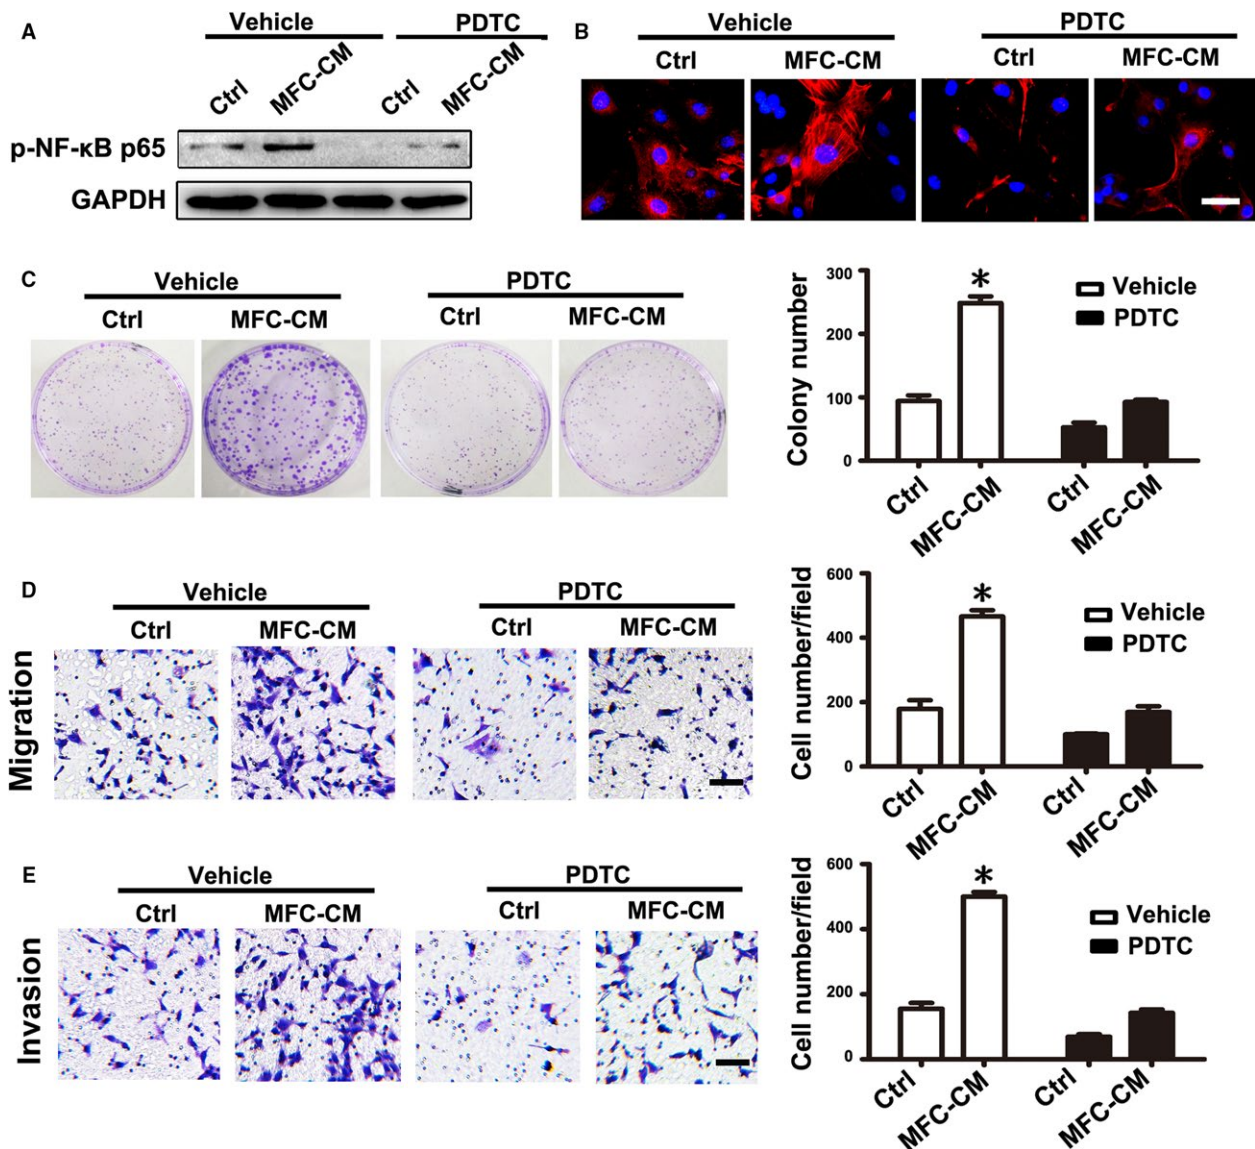 A
Vehicle
PDTC
Ctrl
MFC-CM
Ctrl
MFC-CM
p-NF-κB p65
GAPDH
B
Vehicle
PDTC
Ctrl
MFC-CM
Ctrl
MFC-CM
C
Vehicle
PDTC
Ctrl
MFC-CM
Ctrl
MFC-CM
Colony number
300
200
100
0
*
Vehicle
PDTC
Ctrl
MFC-CM
Ctrl
MFC-CM
D
Vehicle
PDTC
Ctrl
MFC-CM
Ctrl
MFC-CM
Migration
Cell number/field
600
400
200
0
*
Vehicle
PDTC
Ctrl
MFC-CM
Ctrl
MFC-CM
E
Vehicle
PDTC
Ctrl
MFC-CM
Ctrl
MFC-CM
Invasion
Cell number/field
600
400
200
0
*
Vehicle
PDTC
Ctrl
MFC-CM
Ctrl
MFC-CM